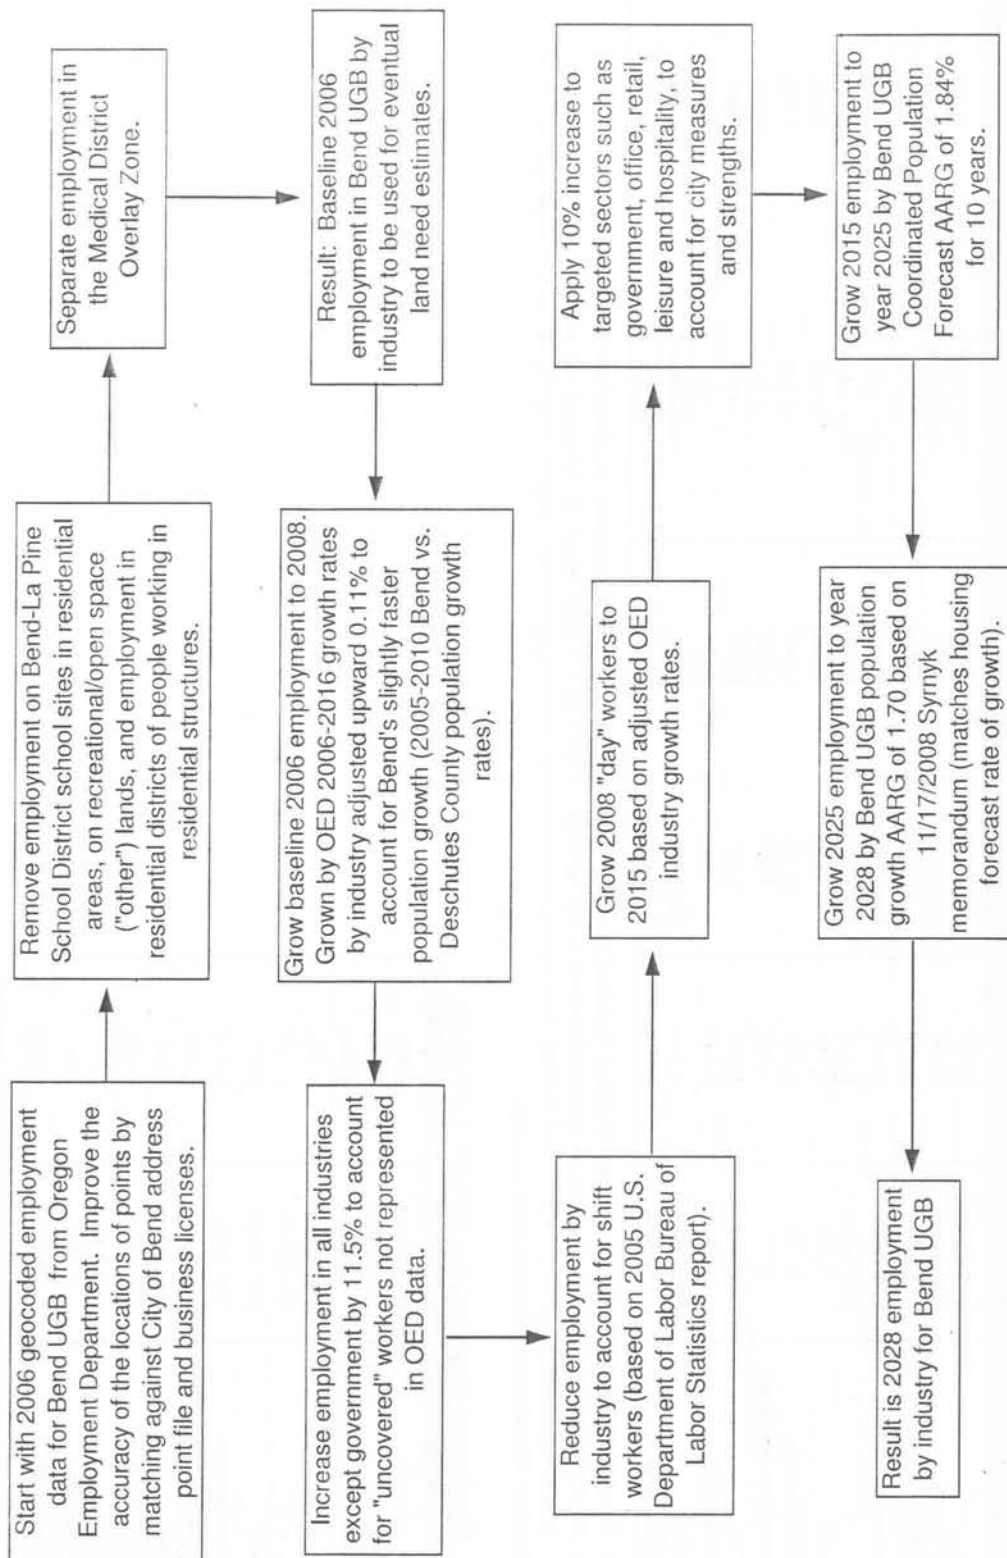 Start with 2006 geocoded employment
data for Bend UGB from Oregon
Employment Department. Improve the
accuracy of the locations of points by
matching against City of Bend address
point file and business licenses.
Remove employment on Bend-La Pine
School District school sites in residential
areas, on recreational/open space
("other") lands, and employment in
residential districts of people working in
residential structures.
Separate employment in
the Medical District
Overlay Zone.
Result: Baseline 2006
employment in Bend UGB by
industry to be used for eventual
land need estimates.
Grow baseline 2006 employment to 2008.
Grown by OED 2006-2016 growth rates
by industry adjusted upward 0.11% to
account for Bend's slightly faster
population growth (2005-2010 Bend vs.
Deschutes County population growth
rates).
Increase employment in all industries
except government by 11.5% to account
for "uncovered" workers not represented
in OED data.
Reduce employment by
industry to account for shift
workers (based on 2005 U.S.
Department of Labor Bureau of
Labor Statistics report).
Grow 2008 "day" workers to
2015 based on adjusted OED
industry growth rates.
Apply 10% increase to
targeted sectors such as
government, office, retail,
leisure and hospitality, to
account for city measures
and strengths.
Grow 2015 employment to
year 2025 by Bend UGB
Coordinated Population
Forecast AARG of 1.84%
for 10 years.
Grow 2025 employment to year
2028 by Bend UGB population
growth AARG of 1.70 based on
11/17/2008 Syrnyk
memorandum (matches housing
forecast rate of growth).
Result is 2028 employment
by industry for Bend UGB